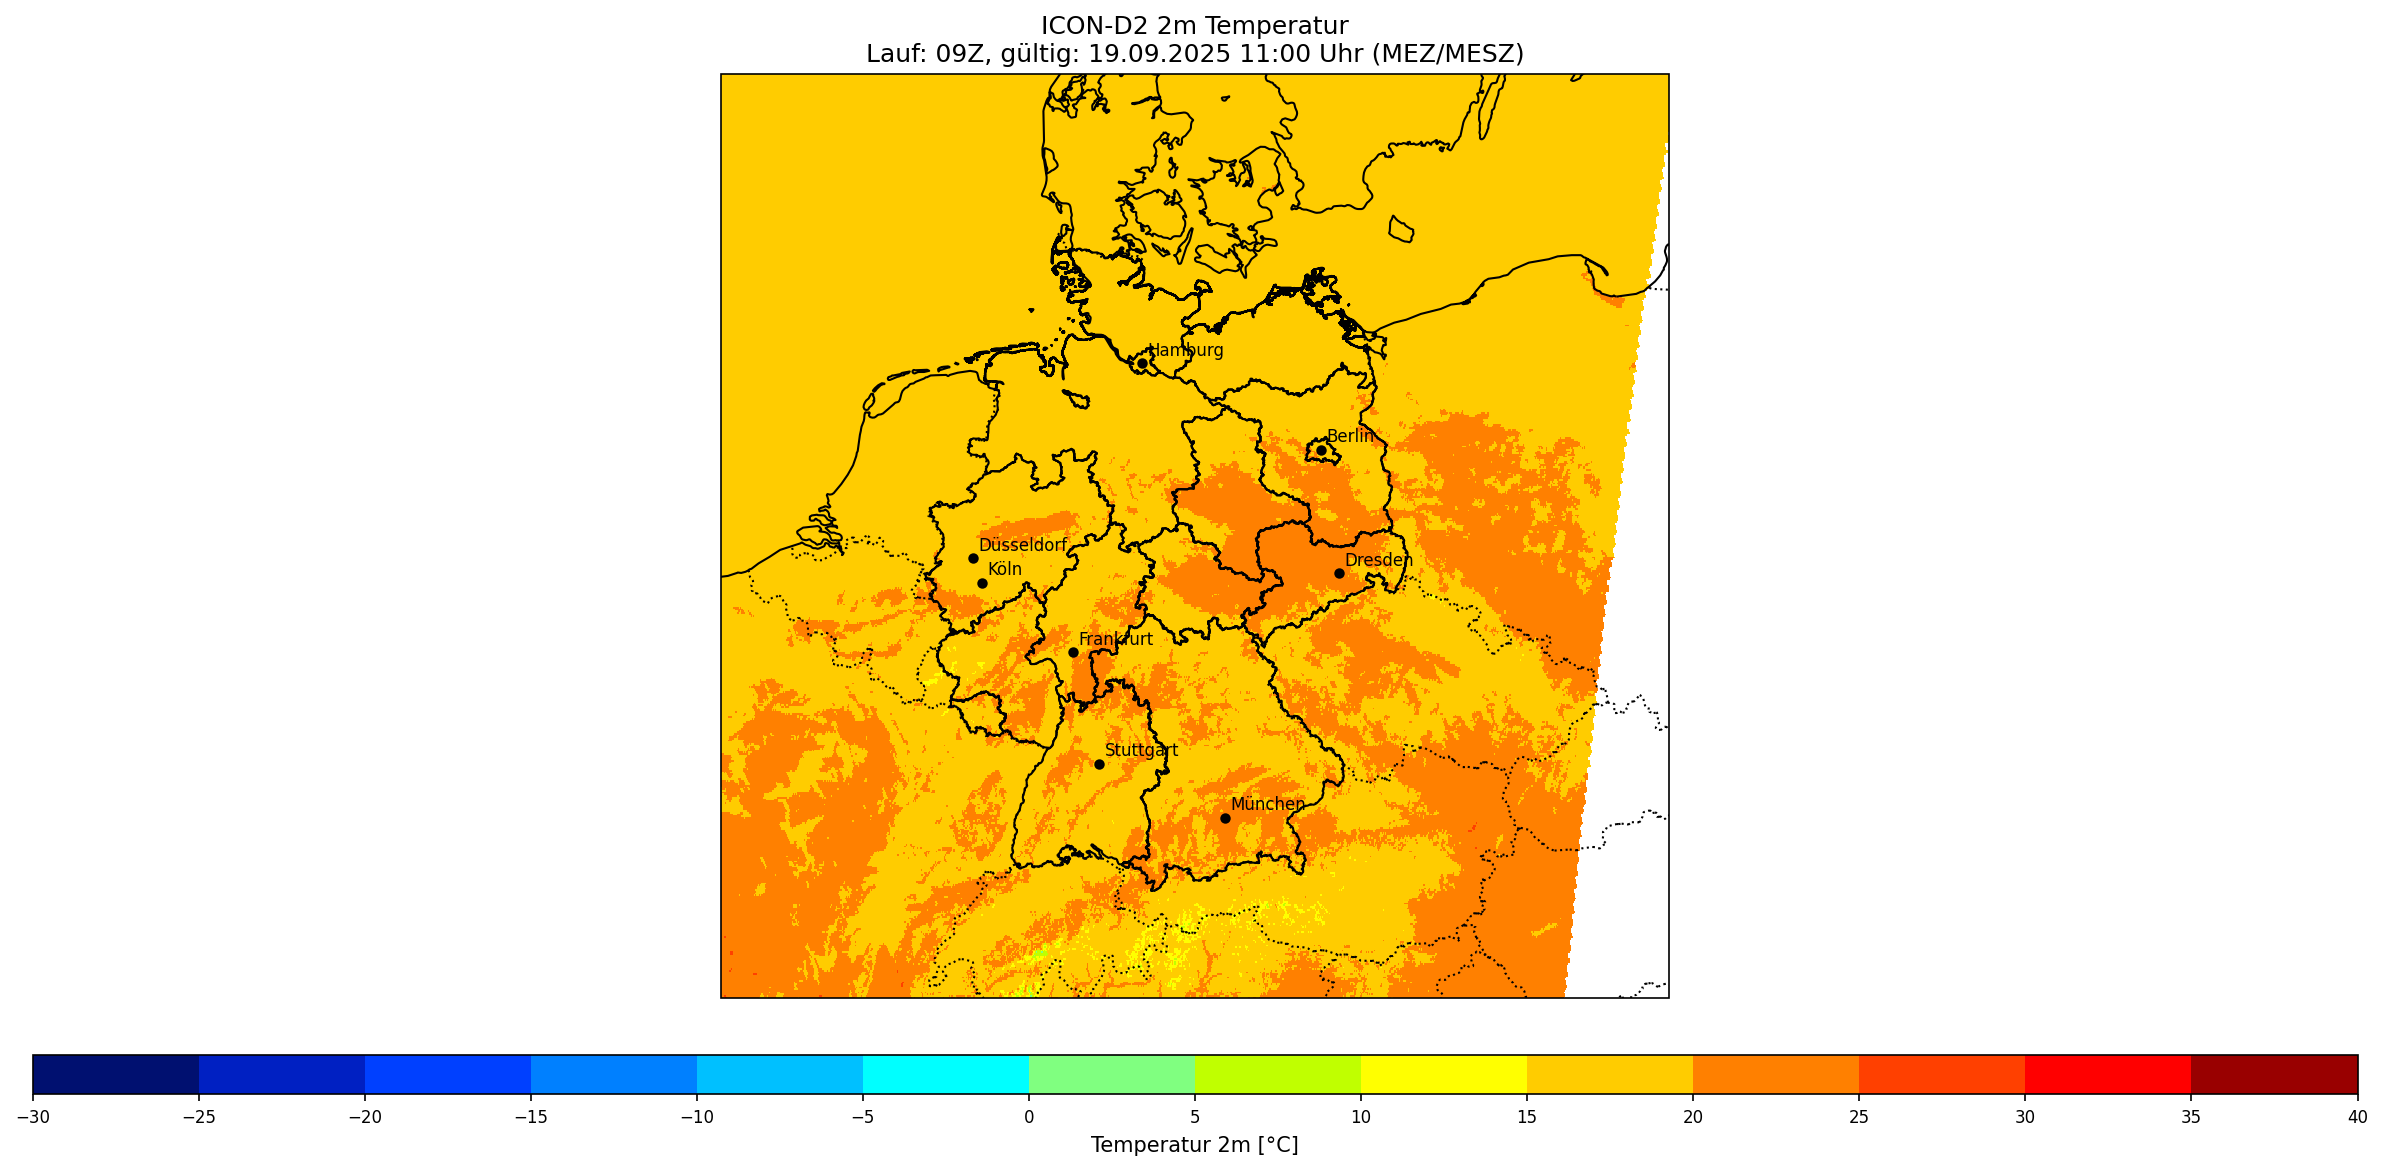 ICON-D2 2m Temperatur
Lauf: 09Z, gültig: 19.09.2025 11:00 Uhr (MEZ/MESZ)
Hamburg
Berlin
Düsseldorf
Köln
Dresden
Frankfurt
Stuttgart
München
−30 −25 −20 −15 −10 −5 0 5 10 15 20 25 30 35 40
Temperatur 2m [°C]